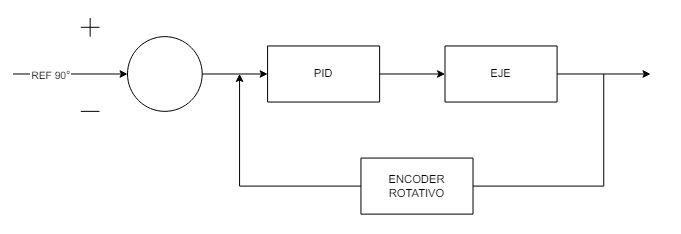 +
REF 90°
PID
EJE
—
ENCODER
ROTATIVO